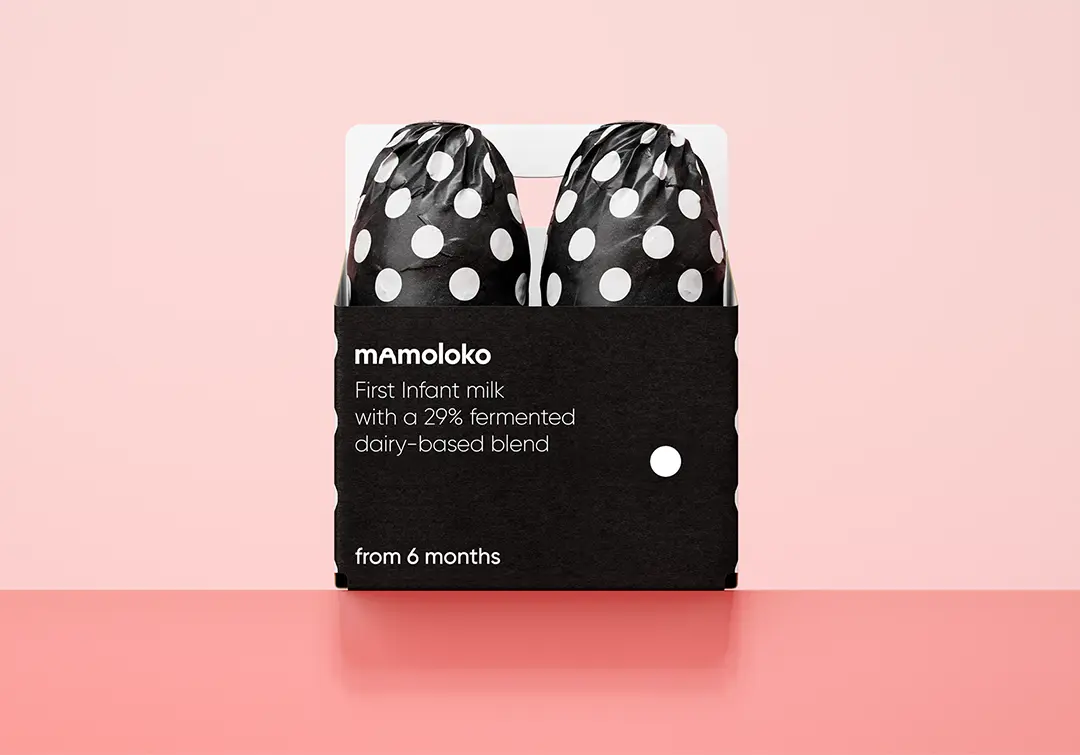 mAmoloko
First Infant milk
with a 29% fermented
dairy-based blend
from 6 months